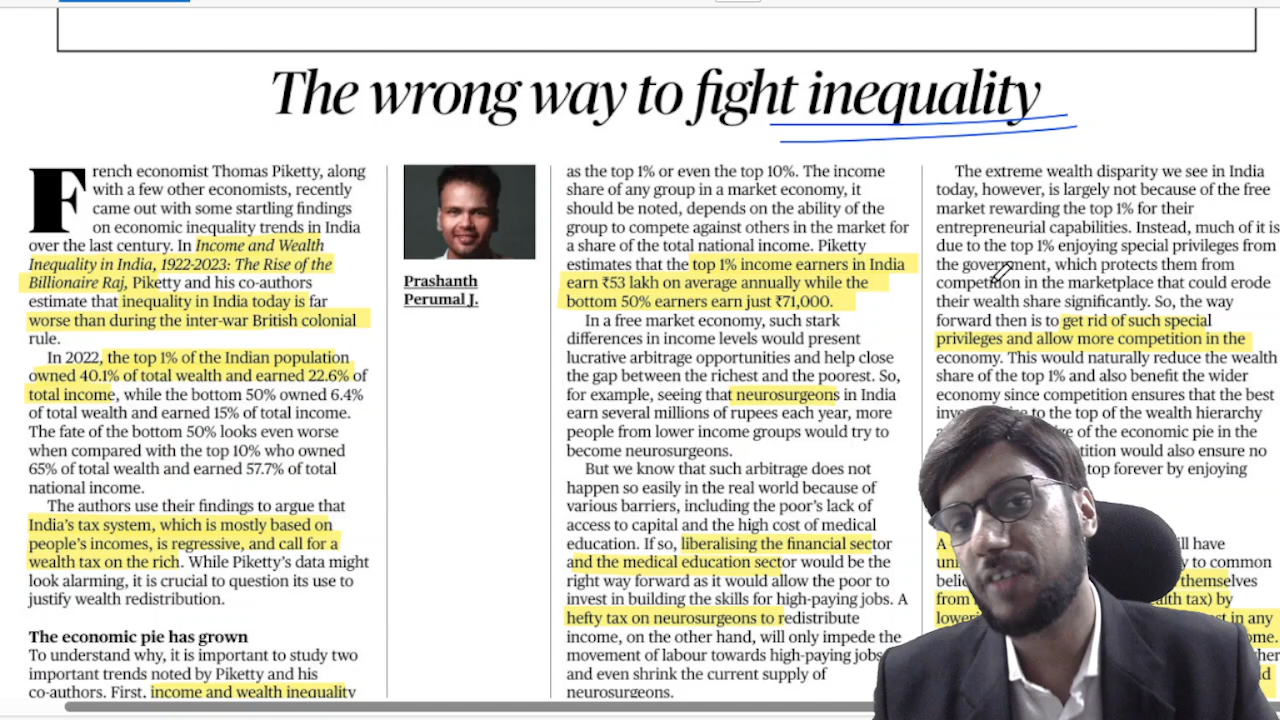 The wrong way to fight inequality
French economist Thomas Piketty, along
with a few other economists, recently
came out with some startling findings
on economic inequality trends in India
over the last century. In Income and Wealth
Inequality in India, 1922-2023: The Rise of the
Billionaire Raj, Piketty and his co-authors
estimate that inequality in India today is far
worse than during the inter-war British colonial
rule.
In 2022, the top 1% of the Indian population
owned 40.1% of total wealth and earned 22.6% of
total income, while the bottom 50% owned 6.4%
of total wealth and earned 15% of total income.
The fate of the bottom 50% looks even worse
when compared with the top 10% who owned
65% of total wealth and earned 57.7% of total
national income.
The authors use their findings to argue that
India's tax system, which is mostly based on
people's incomes, is regressive, and call for a
wealth tax on the rich. While Piketty's data might
look alarming, it is crucial to question its use to
justify wealth redistribution.
The economic pie has grown
To understand why, it is important to study two
important trends noted by Piketty and his
co-authors. First, income and wealth inequality
Prashanth
Perumal J.
as the top 1% or even the top 10%. The income
share of any group in a market economy, it
should be noted, depends on the ability of the
group to compete against others in the market for
a share of the total national income. Piketty
estimates that the top 1% income earners in India
earn ₹53 lakh on average annually while the
bottom 50% earners earn just ₹71,000.
In a free market economy, such stark
differences in income levels would present
lucrative arbitrage opportunities and help close
the gap between the richest and the poorest. So,
for example, seeing that neurosurgeons in India
earn several millions of rupees each year, more
people from lower income groups would try to
become neurosurgeons.
But we know that such arbitrage does not
happen so easily in the real world because of
various barriers, including the poor's lack of
access to capital and the high cost of medical
education. If so, liberalising the financial sector
and the medical education sector would be the
right way forward as it would allow the poor to
invest in building the skills for high-paying jobs. A
hefty tax on neurosurgeons to redistribute
income, on the other hand, will only impede the
movement of labour towards high-paying jobs
and even shrink the current supply of
neurosurgeons.
The extreme wealth disparity we see in India
today, however, is largely not because of the free
market rewarding the top 1% for their
entrepreneurial capabilities. Instead, much of it is
due to the top 1% enjoying special privileges from
the government, which protects them from
competition in the marketplace that could erode
their wealth share significantly. So, the way
forward then is to get rid of such special
privileges and allow more competition in the
economy. This would naturally reduce the wealth
share of the top 1% and also benefit the wider
economy since competition ensures that the best
to the top of the wealth hierarchy
of the economic pie in the
would also ensure no
top forever by enjoying
A have
to common
themselves
from tax) by
in any